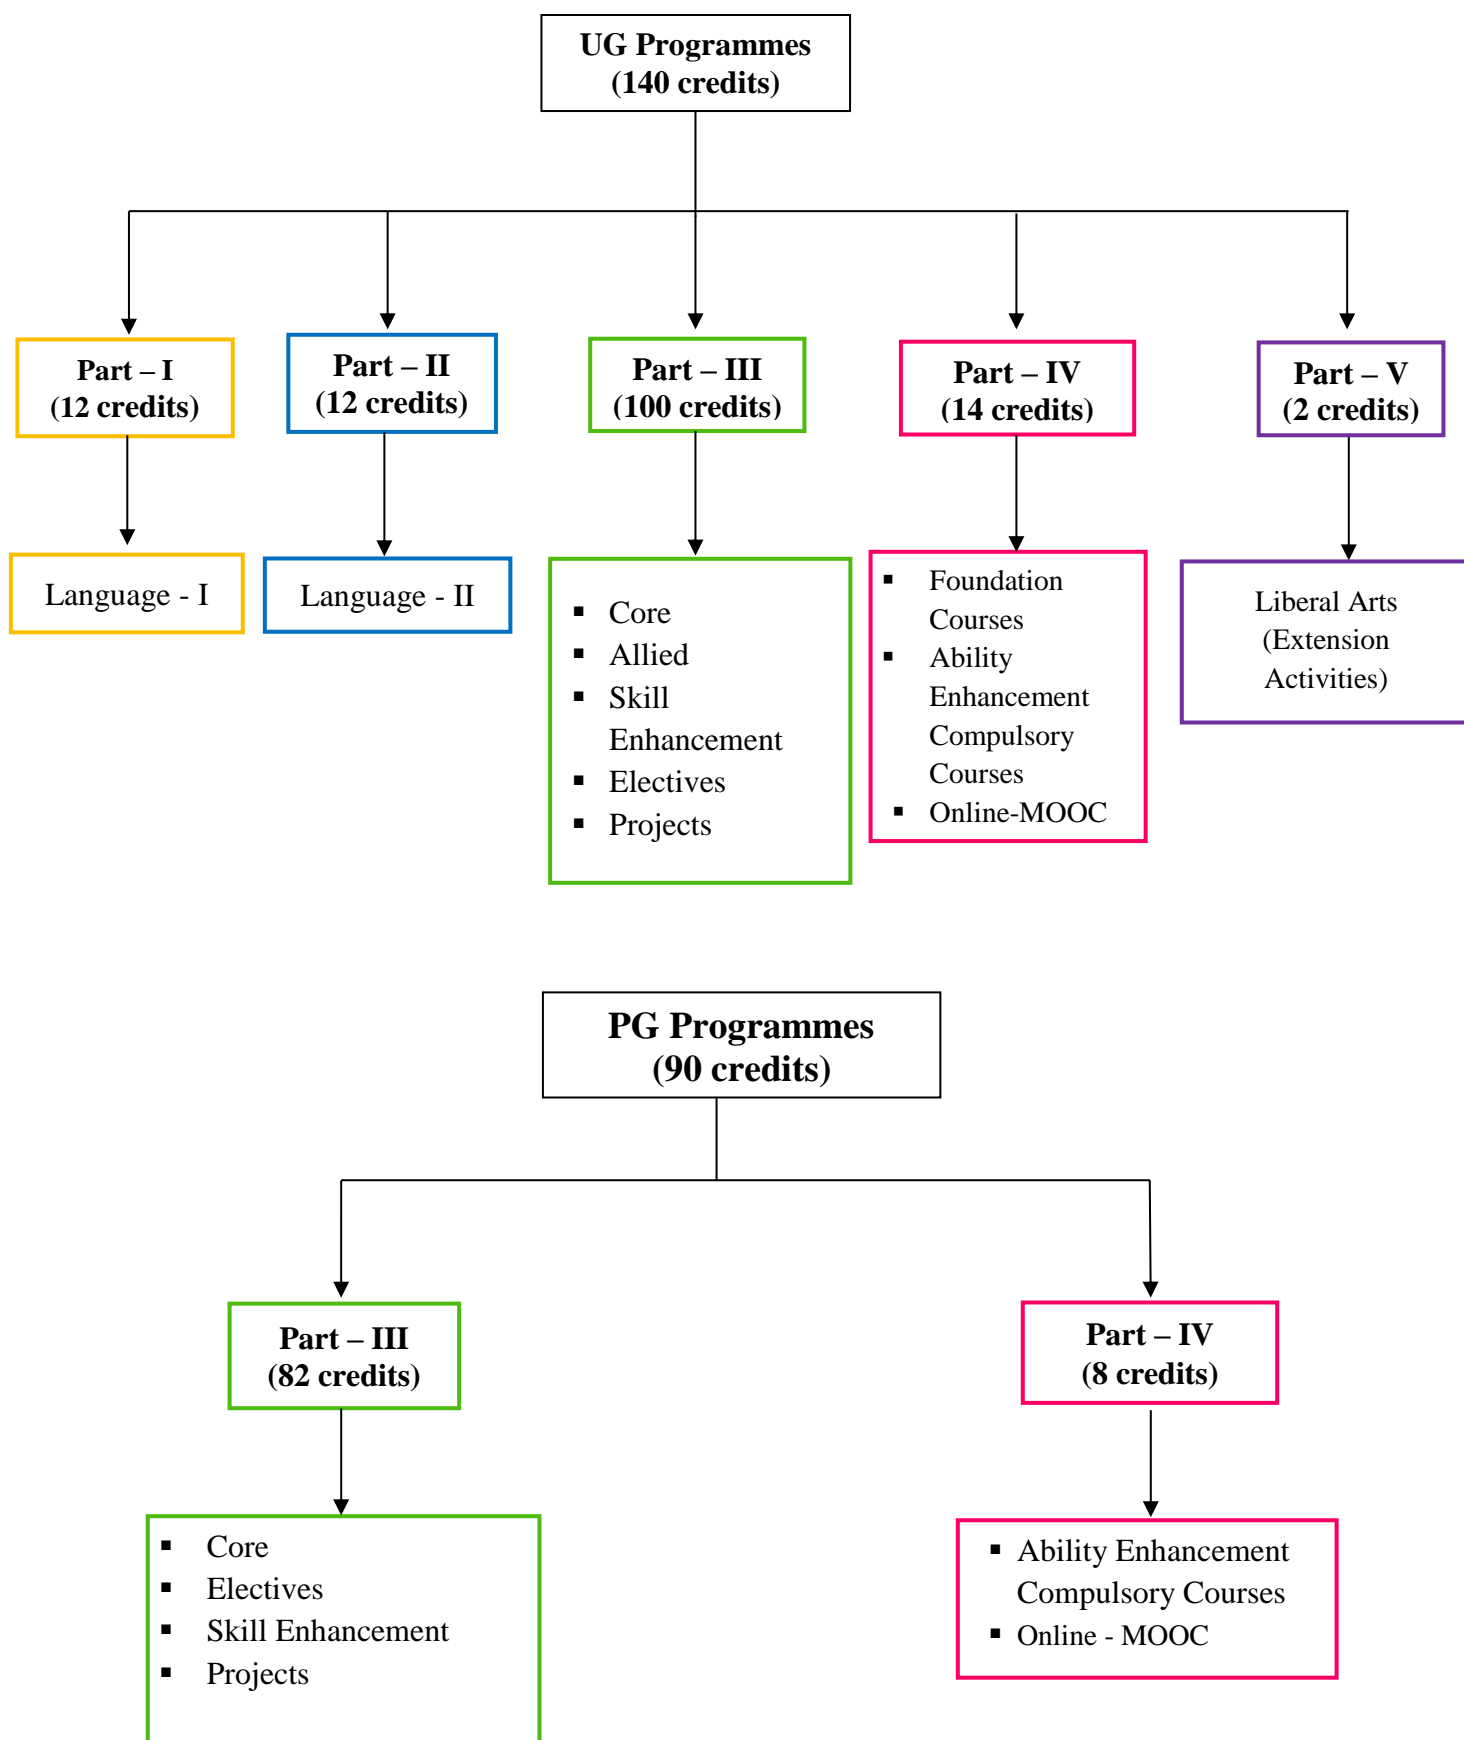 UG Programmes
(140 credits)
Part – I
(12 credits)
Part – II
(12 credits)
Part – III
(100 credits)
Part – IV
(14 credits)
Part – V
(2 credits)
Language - I
Language - II
▪ Core
▪ Allied
▪ Skill
Enhancement
▪ Electives
▪ Projects
▪ Foundation
Courses
▪ Ability
Enhancement
Compulsory
Courses
▪ Online-MOOC
Liberal Arts
(Extension
Activities)
PG Programmes
(90 credits)
Part – III
(82 credits)
Part – IV
(8 credits)
▪ Core
▪ Electives
▪ Skill Enhancement
▪ Projects
▪ Ability Enhancement
Compulsory Courses
▪ Online - MOOC